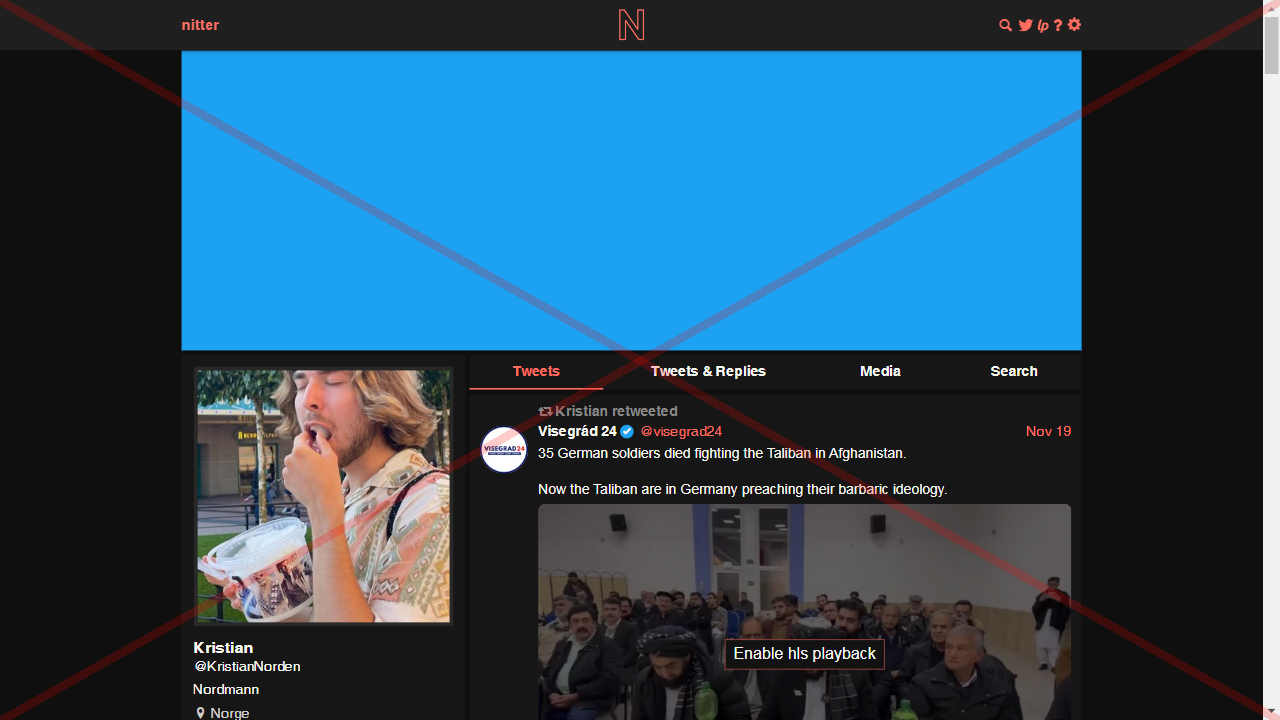 nitter
N
lp ?
Tweets
Tweets & Replies
Media
Search
Kristian retweeted
Visegrád 24 @visegrad24
Nov 19
VISEGRAD24
35 German soldiers died fighting the Taliban in Afghanistan.
Now the Taliban are in Germany preaching their barbaric ideology.
Enable hls playback
Kristian
@KristianNorden
Nordmann
Norge